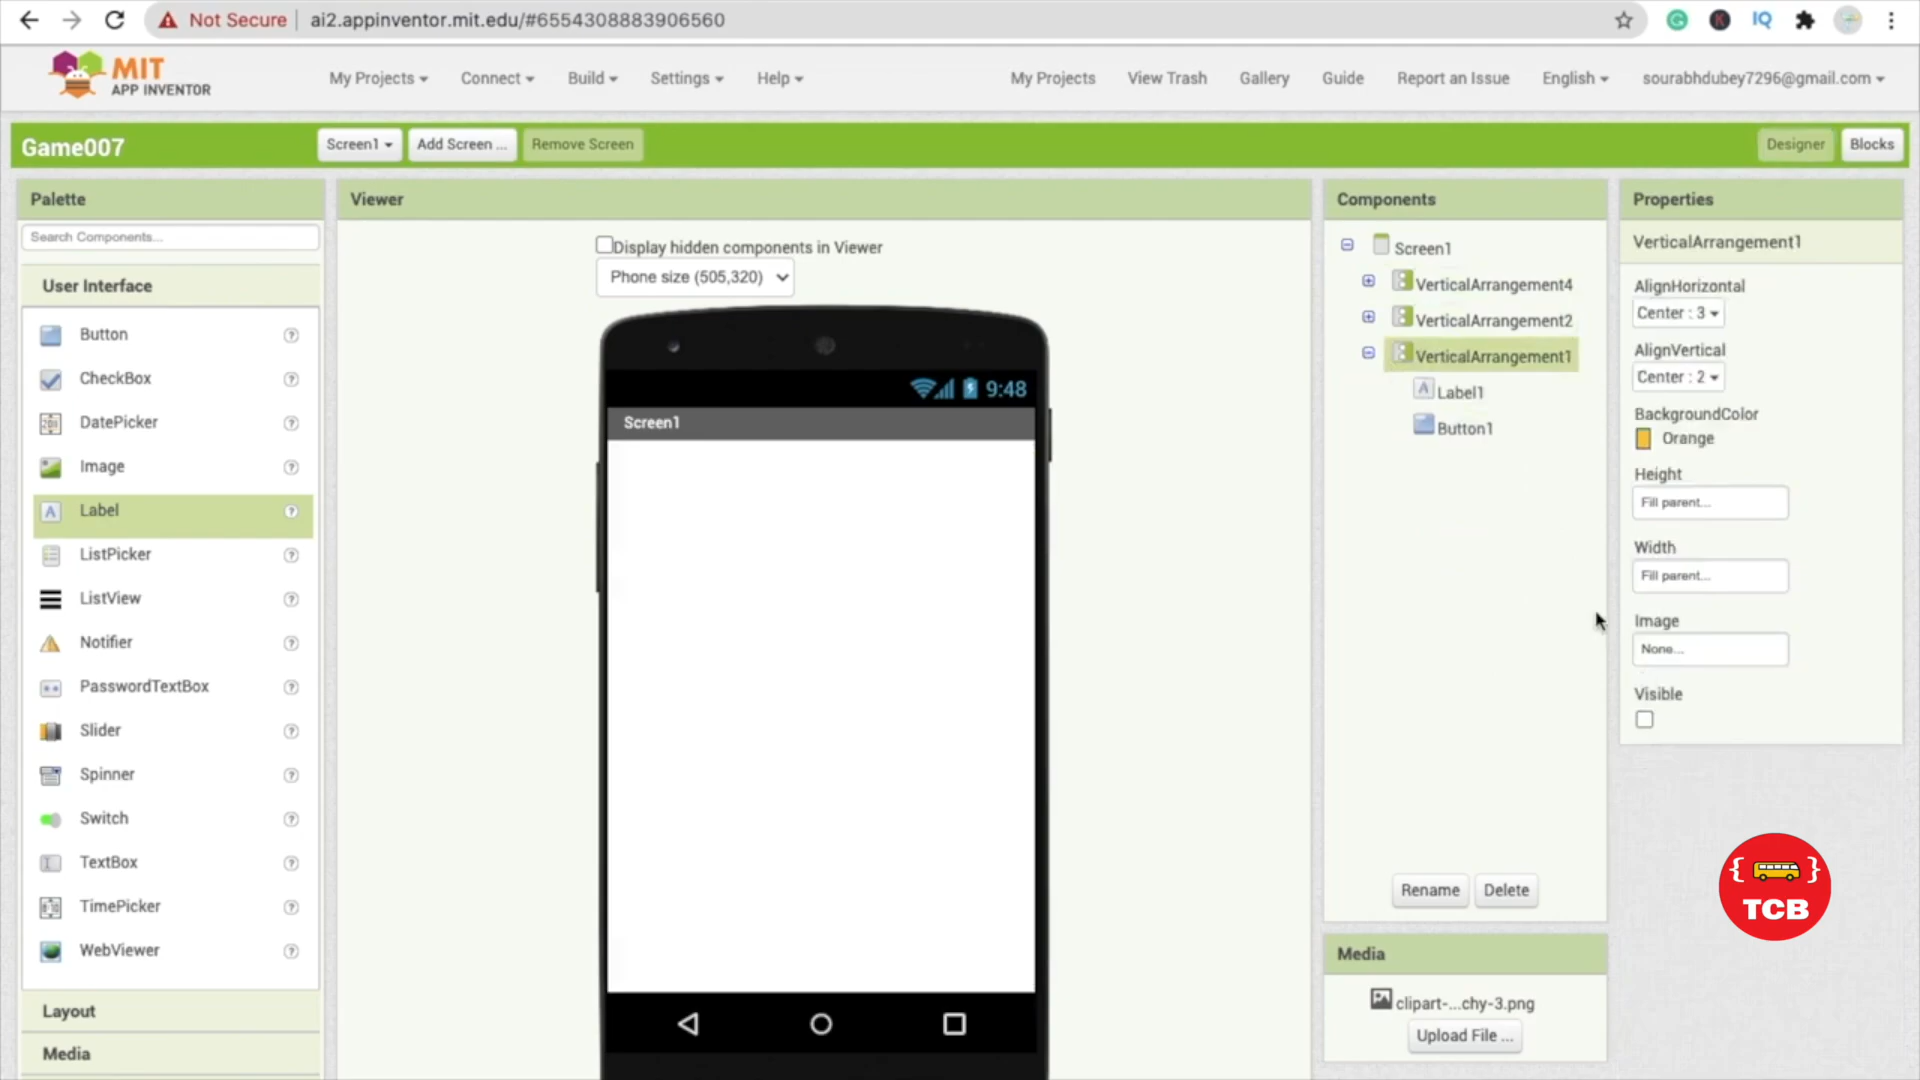 Not Secure
ai2.appinventor.mit.edu/#6554308883906560
IQ
MIT
APP INVENTOR
My Projects
Connect
Build
Settings
Help
My Projects
View Trash
Gallery
Guide
Report an Issue
English
sourabhdubey7296@gmail.com
Game007
Screen1
Add Screen ...
Remove Screen
Designer
Blocks
Palette
Search Components...
User Interface
Button
CheckBox
DatePicker
Image
Label
ListPicker
ListView
Notifier
PasswordTextBox
Slider
Spinner
Switch
TextBox
TimePicker
WebViewer
Layout
Media
Viewer
Display hidden components in Viewer
Phone size (505,320)
9:48
Screen1
Components
Screen1
VerticalArrangement4
VerticalArrangement2
VerticalArrangement1
Label1
Button1
Rename
Delete
Media
clipart-...chy-3.png
Upload File ...
Properties
VerticalArrangement1
AlignHorizontal
Center : 3
AlignVertical
Center : 2
BackgroundColor
Orange
Height
Fill parent...
Width
Fill parent...
Image
None...
Visible
{ }
TCB